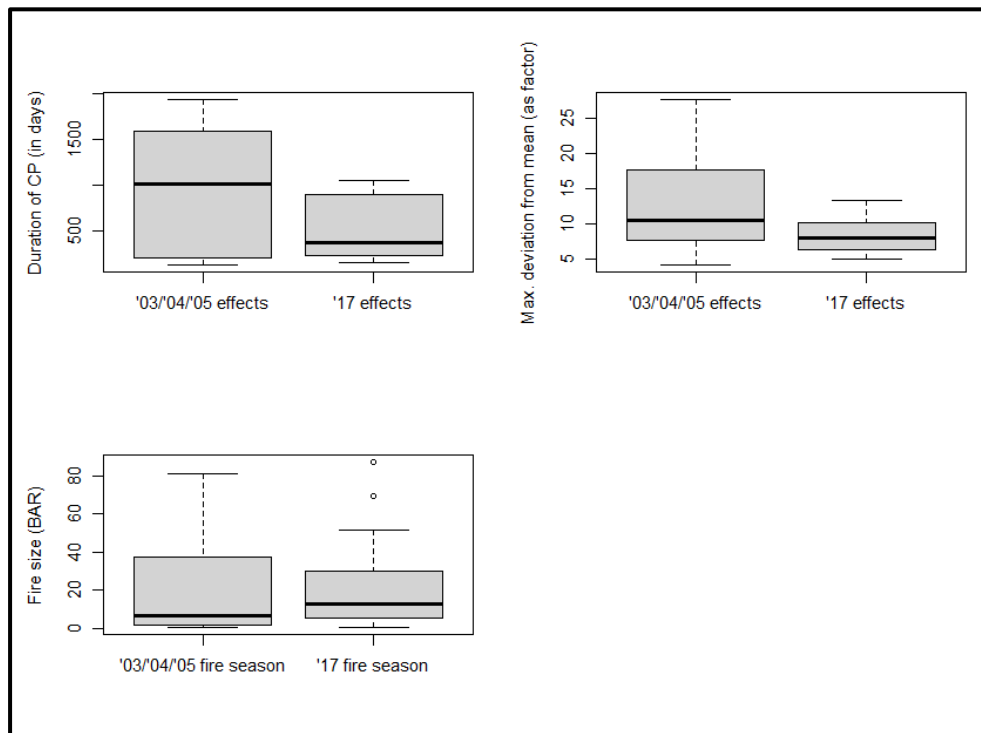 Duration of CP (in days)
1500
500
'03/'04/'05 effects
'17 effects
Max. deviation from mean (as factor)
25
20
15
10
5
'03/'04/'05 effects
'17 effects
Fire size (BAR)
80
60
40
20
0
'03/'04/'05 fire season
'17 fire season